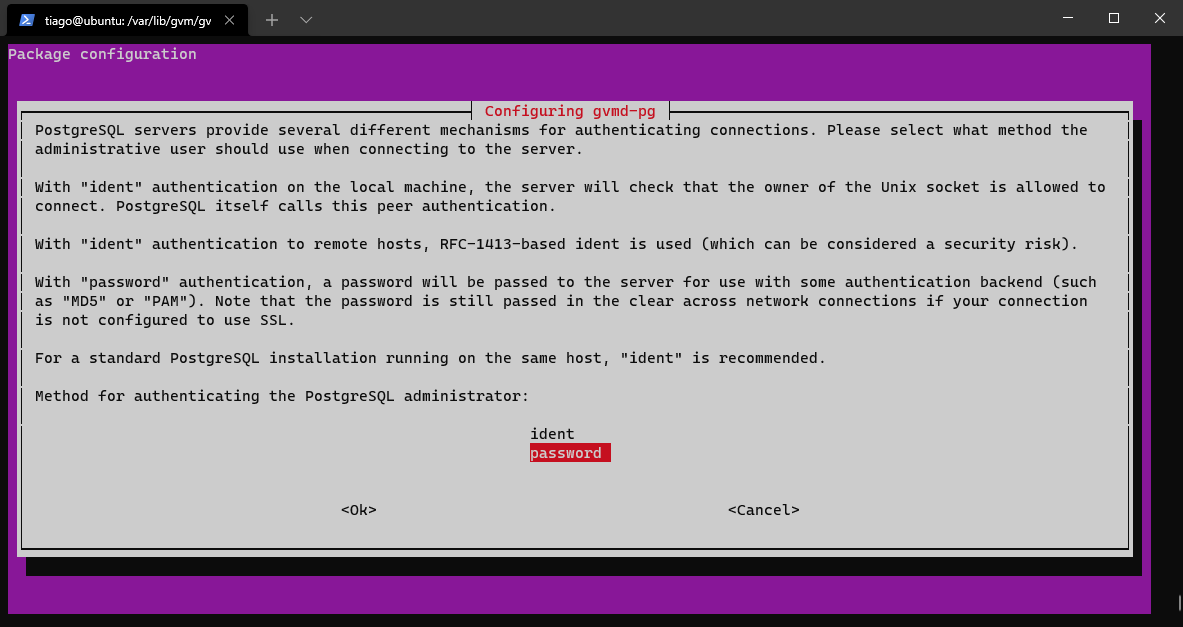 tiago@ubuntu: /var/lib/gvm/gv
Package configuration
Configuring gvmd-pg
PostgreSQL servers provide several different mechanisms for authenticating connections. Please select what method the
administrative user should use when connecting to the server.
With "ident" authentication on the local machine, the server will check that the owner of the Unix socket is allowed to
connect. PostgreSQL itself calls this peer authentication.
With "ident" authentication to remote hosts, RFC-1413-based ident is used (which can be considered a security risk).
With "password" authentication, a password will be passed to the server for use with some authentication backend (such
as "MD5" or "PAM"). Note that the password is still passed in the clear across network connections if your connection
is not configured to use SSL.
For a standard PostgreSQL installation running on the same host, "ident" is recommended.
Method for authenticating the PostgreSQL administrator:
ident
password
<Ok> <Cancel>